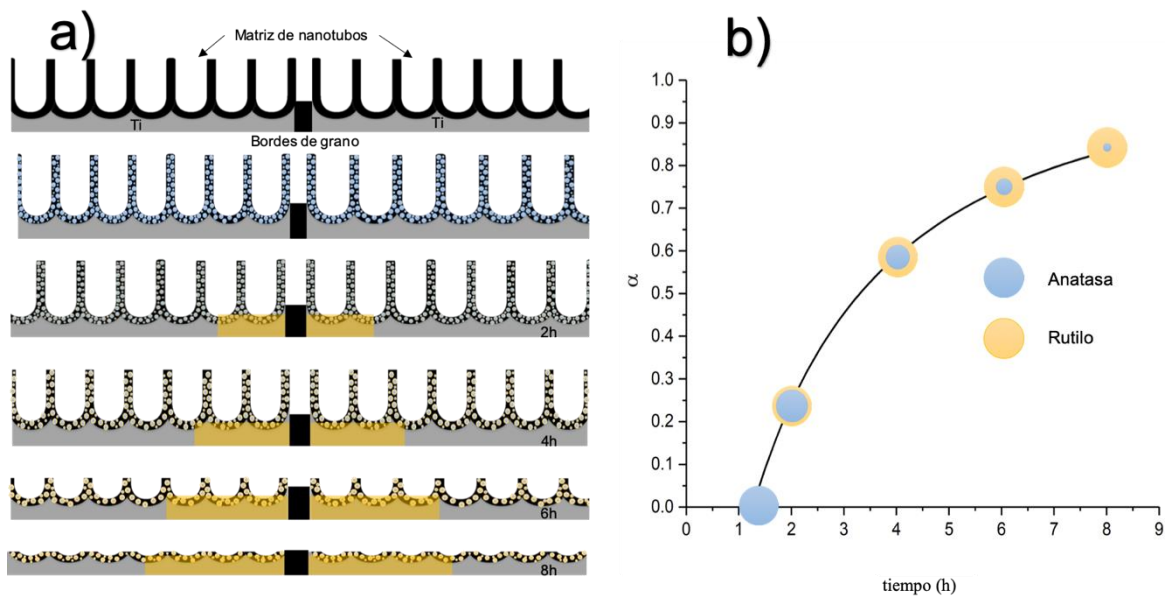 a)
Matriz de nanotubos
Ti
Ti
Bordes de grano
2h
4h
6h
8h
b)
1.0
0.9
0.8
0.7
0.6
0.5
0.4
0.3
0.2
0.1
0.0
α
0
1
2
3
4
5
6
7
8
9
tiempo (h)
Anatasa
Rutilo